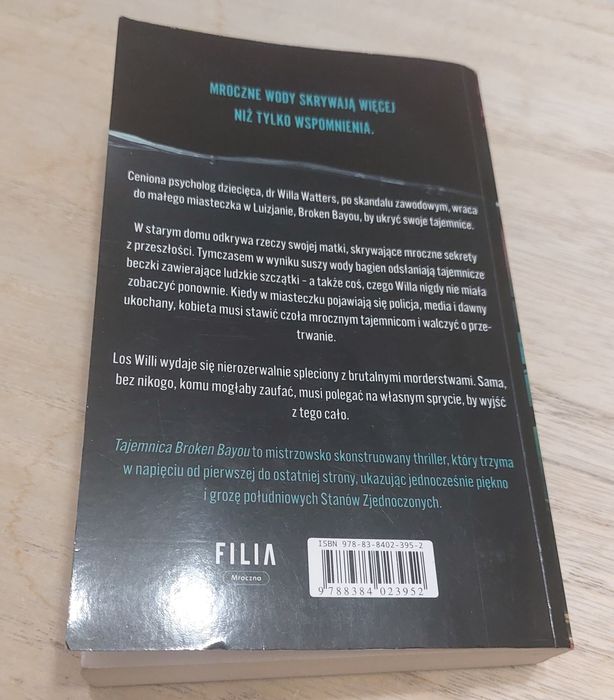 MROCZNE WODY SKRYWAJĄ WIĘCEJ
NIŻ TYLKO WSPOMNIENIA.
Ceniona psycholog dziecięca, dr Willa Watters, po skandalu zawodowym, wraca
do małego miasteczka w Luizjanie, Broken Bayou, by ukryć swoje tajemnice.
W starym domu odkrywa rzeczy swojej matki, skrywające mroczne sekrety
z przeszłości. Tymczasem w wyniku suszy wody bagien odsłaniają tajemnicze
beczki zawierające ludzkie szczątki – a także coś, czego Willa nigdy nie miała
zobaczyć ponownie. Kiedy w miasteczku pojawiają się policja, media i dawny
ukochany, kobieta musi stawić czoła mrocznym tajemnicom i walczyć o prze-
trwanie.
Los Willi wydaje się nierozerwalnie spleciony z brutalnymi morderstwami. Sama,
bez nikogo, komu mogłaby zaufać, musi polegać na własnym sprycie, by wyjść
z tego cało.
Tajemnica Broken Bayou to mistrzowsko skonstruowany thriller, który trzyma
w napięciu od pierwszej do ostatniej strony, ukazując jednocześnie piękno
i grozę południowych Stanów Zjednoczonych.
FILIA
Mroczna
ISBN 978-83-8402-395-2
9 788384 023952